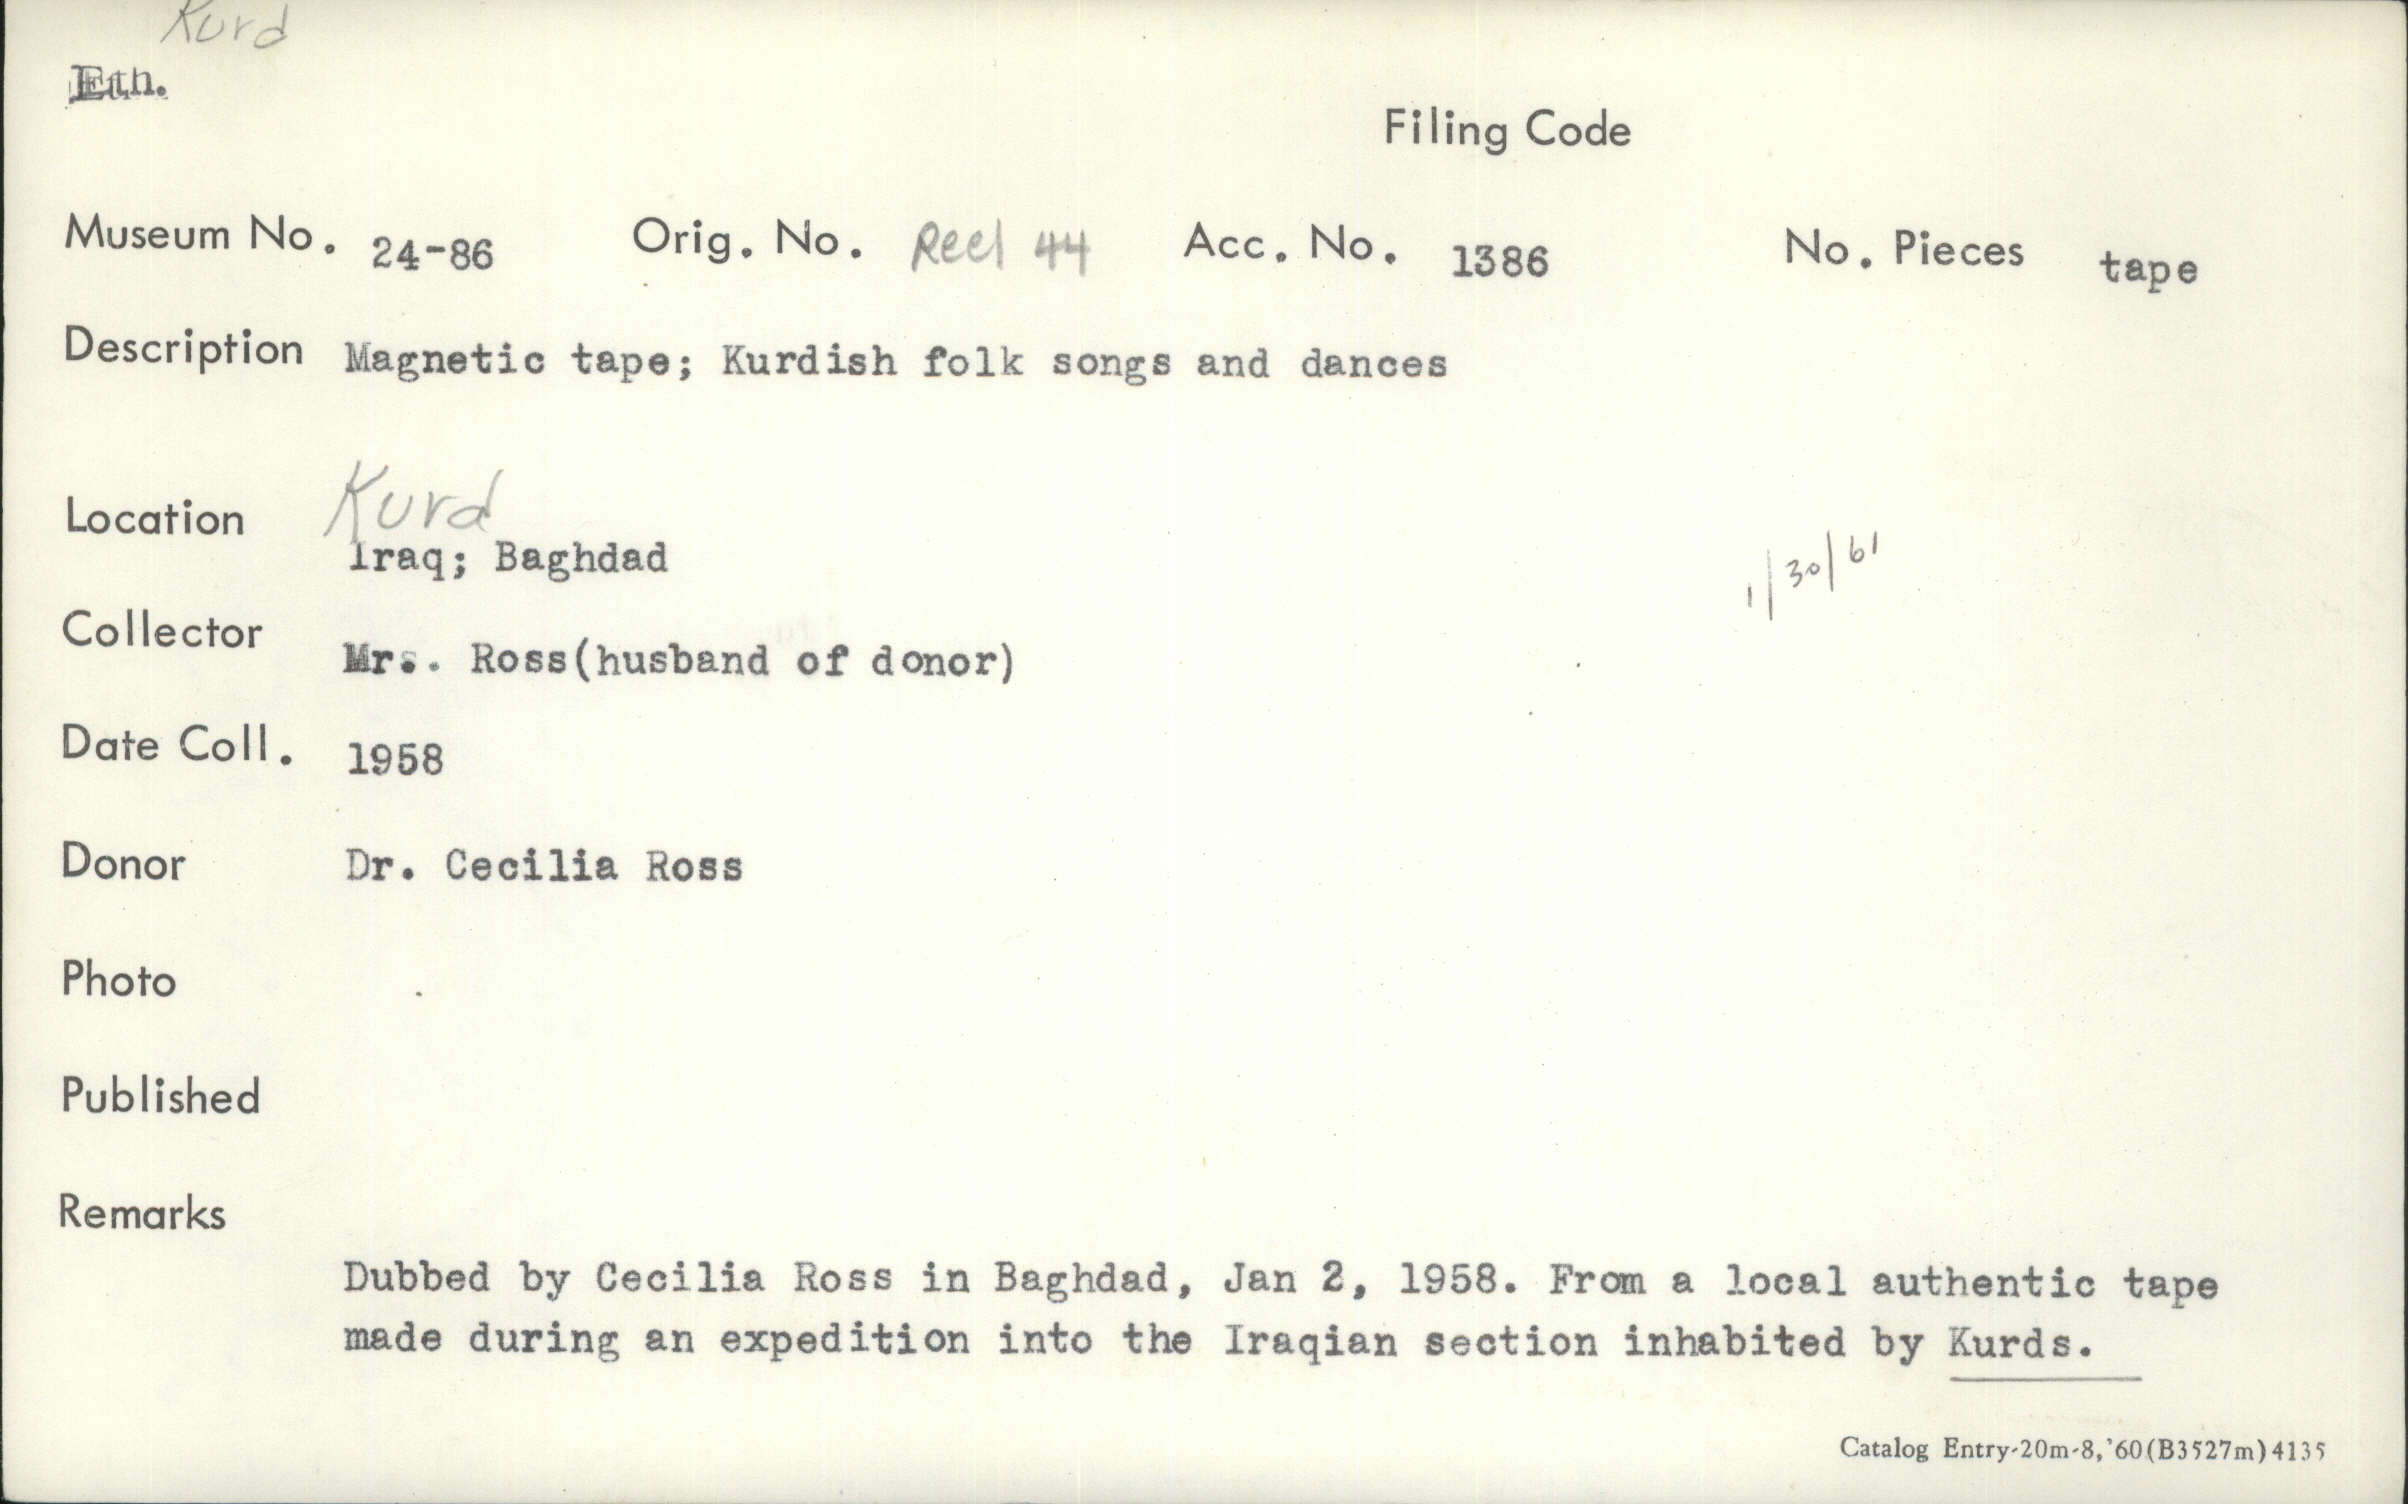 Kurd
Eth.
Filing Code
Museum No. 24-86 Orig. No. Reel 44 Acc. No. 1386 No. Pieces tape
Description Magnetic tape; Kurdish folk songs and dances
Kurd
Location Iraq; Baghdad
1/30/61
Collector Mr. Ross(husband of donor)
Date Coll. 1958
Donor Dr. Cecilia Ross
Photo
Published
Remarks
Dubbed by Cecilia Ross in Baghdad, Jan 2, 1958. From a local authentic tape
made during an expedition into the Iraqian section inhabited by Kurds.
Catalog Entry-20m-8,'60(B3527m)4135